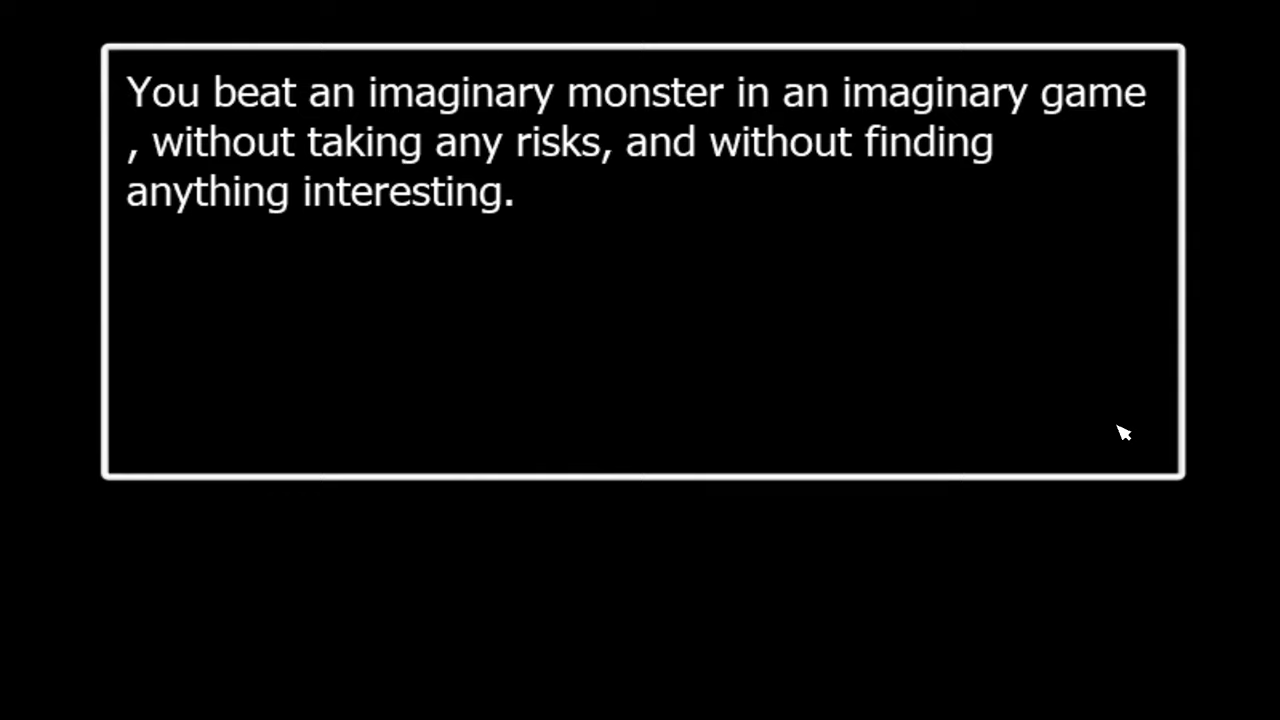 You beat an imaginary monster in an imaginary game
, without taking any risks, and without finding
anything interesting.